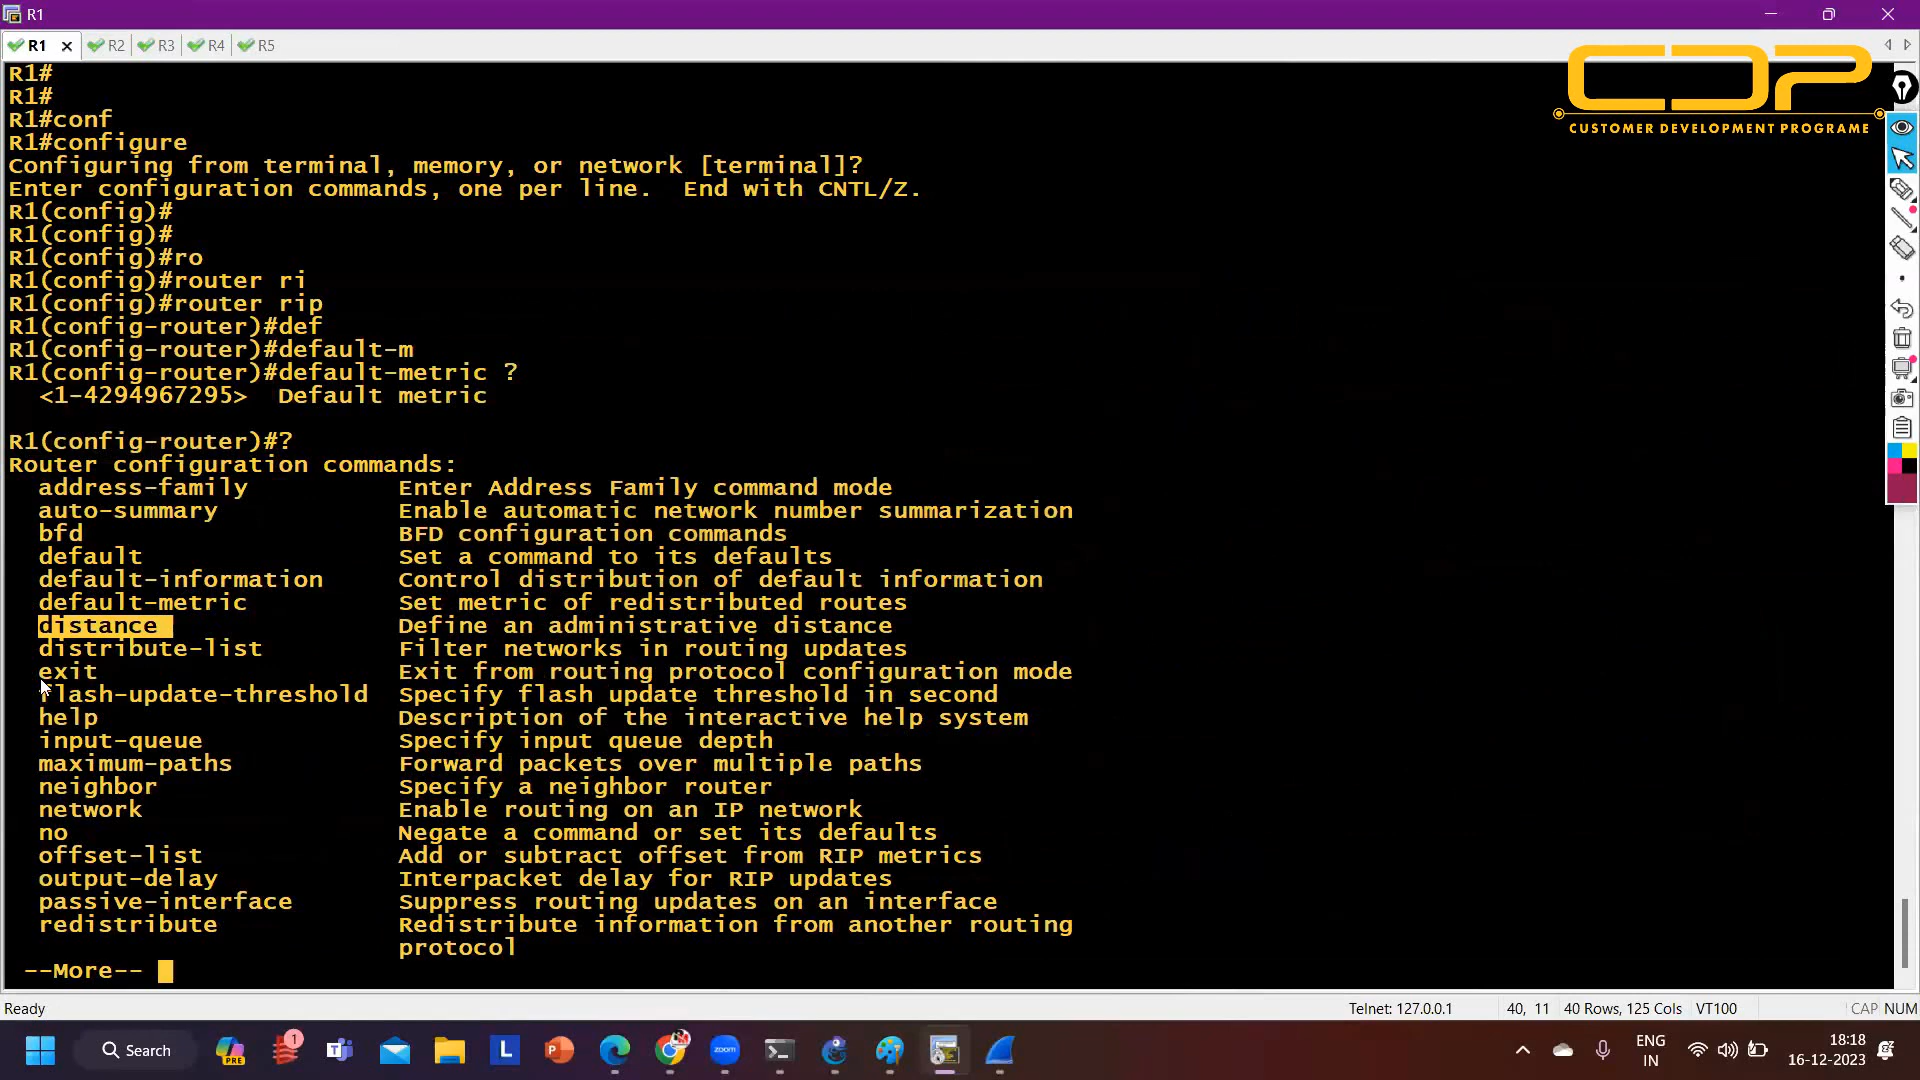 R1
R1
R2
R3
R4
R5
R1#
R1#
R1#conf
R1#configure
Configuring from terminal, memory, or network [terminal]?
Enter configuration commands, one per line.  End with CNTL/Z.
R1(config)#
R1(config)#
R1(config)#ro
R1(config)#router ri
R1(config)#router rip
R1(config-router)#def
R1(config-router)#default-m
R1(config-router)#default-metric ?
<1-4294967295>  Default metric
R1(config-router)#?
Router configuration commands:
address-family Enter Address Family command mode
auto-summary Enable automatic network number summarization
bfd BFD configuration commands
default Set a command to its defaults
default-information Control distribution of default information
default-metric Set metric of redistributed routes
distance Define an administrative distance
distribute-list Filter networks in routing updates
exit Exit from routing protocol configuration mode
flash-update-threshold Specify flash update threshold in second
help Description of the interactive help system
input-queue Specify input queue depth
maximum-paths Forward packets over multiple paths
neighbor Specify a neighbor router
network Enable routing on an IP network
no Negate a command or set its defaults
offset-list Add or subtract offset from RIP metrics
output-delay Interpacket delay for RIP updates
passive-interface Suppress routing updates on an interface
redistribute Redistribute information from another routing
protocol
--More--
CDP
CUSTOMER DEVELOPMENT PROGRAME
Ready
Telnet: 127.0.0.1
40, 11
40 Rows, 125 Cols
VT100
CAP NUM
Search
PRE
1
L
zoom
ENG
IN
18:18
16-12-2023